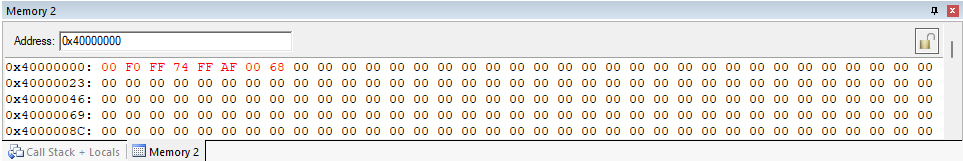 Memory 2
Address: 0x40000000
0x40000000: 00 F0 FF 74 FF AF 00 68 00 00 00 00 00 00 00 00 00 00 00 00 00 00 00 00 00 00 00 00 00 00 00 00 00 00 00
0x40000023: 00 00 00 00 00 00 00 00 00 00 00 00 00 00 00 00 00 00 00 00 00 00 00 00 00 00 00 00 00 00 00 00 00 00 00
0x40000046: 00 00 00 00 00 00 00 00 00 00 00 00 00 00 00 00 00 00 00 00 00 00 00 00 00 00 00 00 00 00 00 00 00 00 00
0x40000069: 00 00 00 00 00 00 00 00 00 00 00 00 00 00 00 00 00 00 00 00 00 00 00 00 00 00 00 00 00 00 00 00 00 00 00
0x4000008C: 00 00 00 00 00 00 00 00 00 00 00 00 00 00 00 00 00 00 00 00 00 00 00 00 00 00 00 00 00 00 00 00 00 00 00
Call Stack + Locals Memory 2